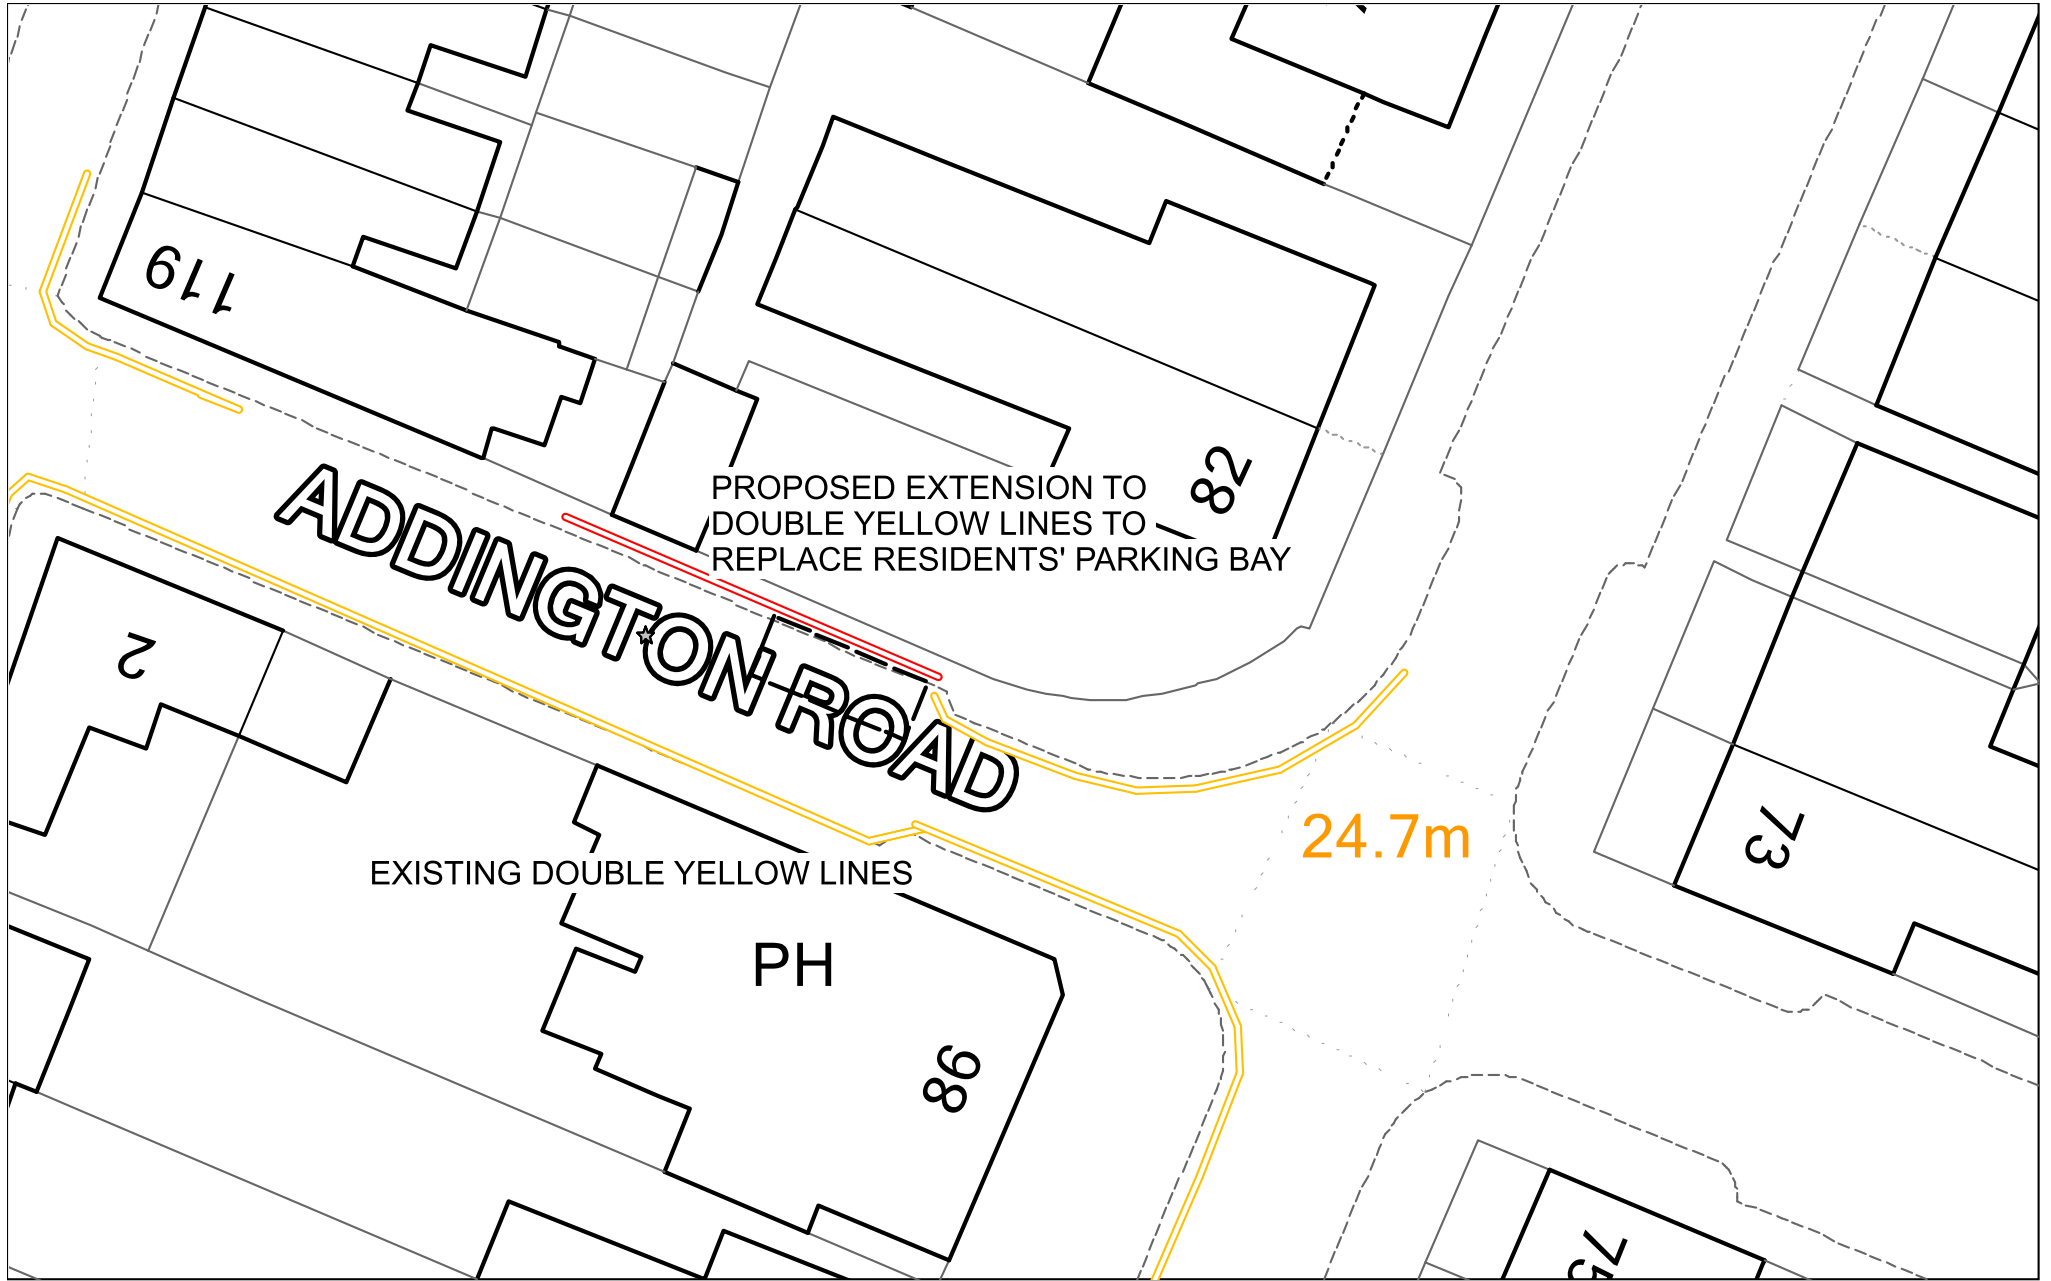 119
PROPOSED EXTENSION TO
DOUBLE YELLOW LINES TO
REPLACE RESIDENTS' PARKING BAY
82
ADDINGTON ROAD
2
24.7m
73
EXISTING DOUBLE YELLOW LINES
PH
86
75